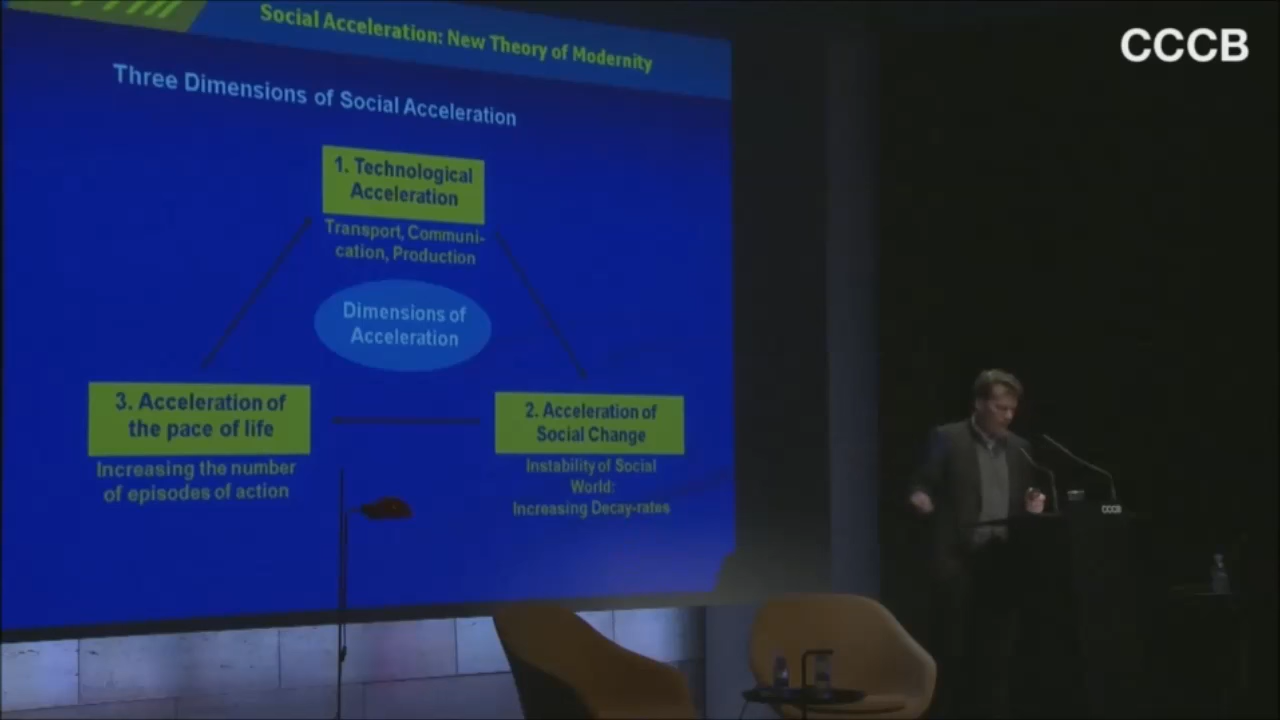 Social Acceleration: New Theory of Modernity
CCCB
Three Dimensions of Social Acceleration
1. Technological
Acceleration
Transport, Communi-
cation, Production
Dimensions of
Acceleration
3. Acceleration of
the pace of life
Increasing the number
of episodes of action
2. Acceleration of
Social Change
Instability of Social
World:
Increasing Decay-rates
CCCB